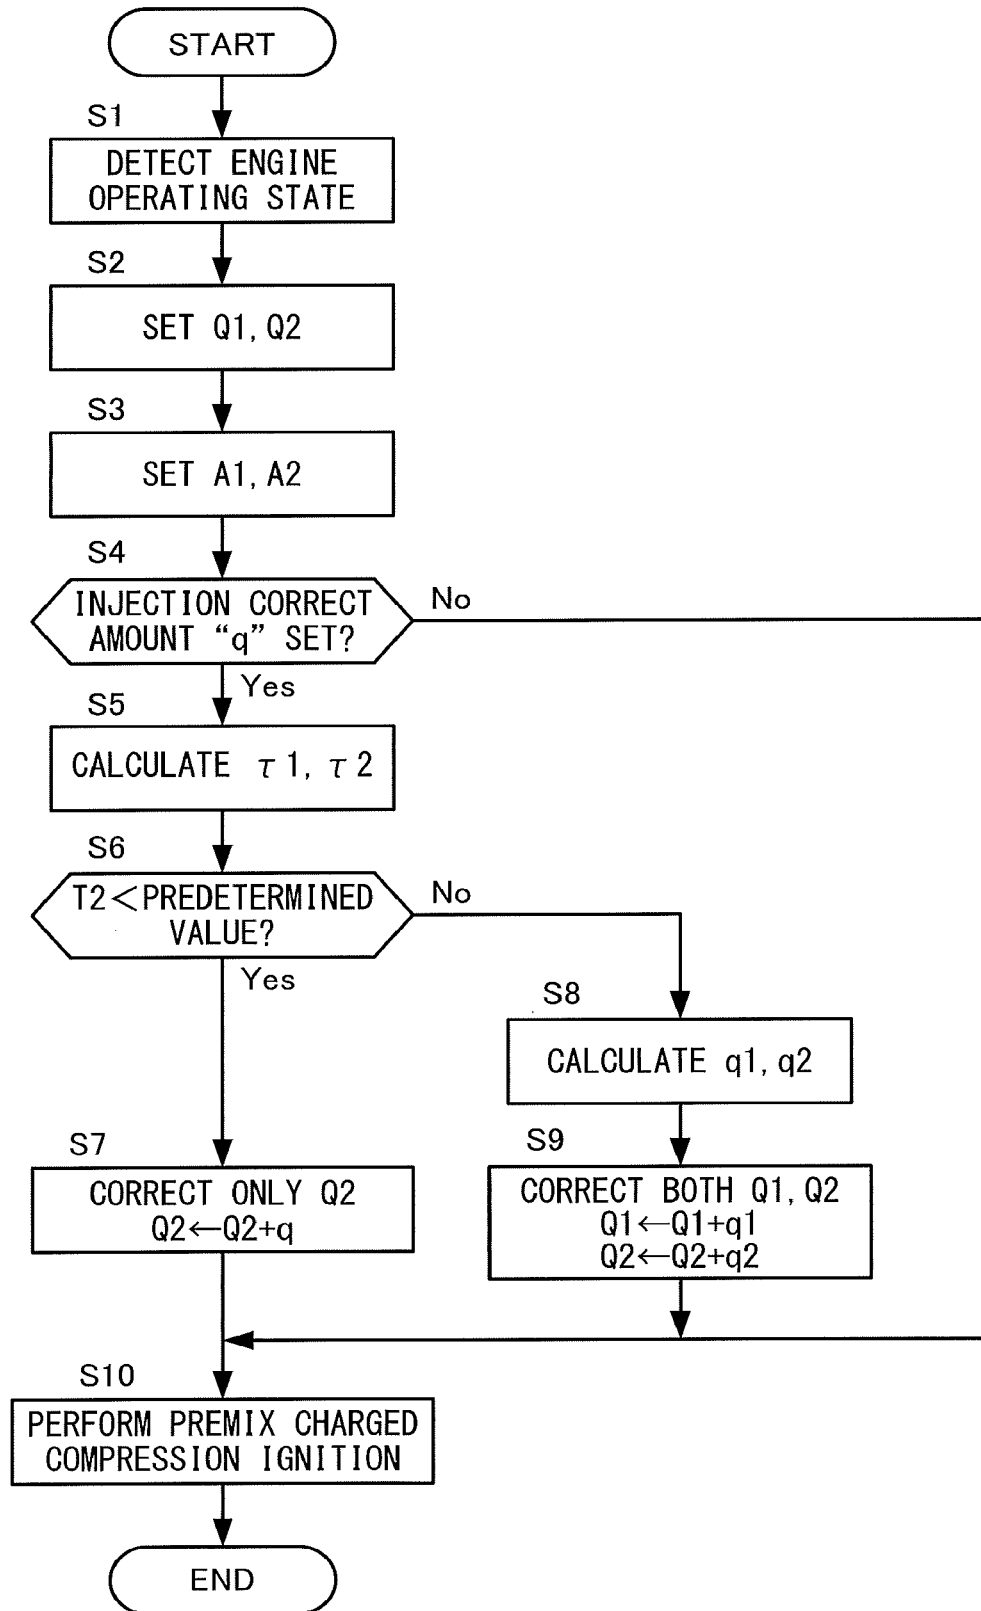 START
S1
DETECT ENGINE
OPERATING STATE
S2
SET Q1, Q2
S3
SET A1, A2
S4
INJECTION CORRECT
AMOUNT “q” SET?
No
Yes
S5
CALCULATE τ1, τ2
S6
T2<PREDETERMINED
VALUE?
No
Yes
S8
CALCULATE q1, q2
S7
CORRECT ONLY Q2
Q2←Q2+q
S9
CORRECT BOTH Q1, Q2
Q1←Q1+q1
Q2←Q2+q2
S10
PERFORM PREMIX CHARGED
COMPRESSION IGNITION
END